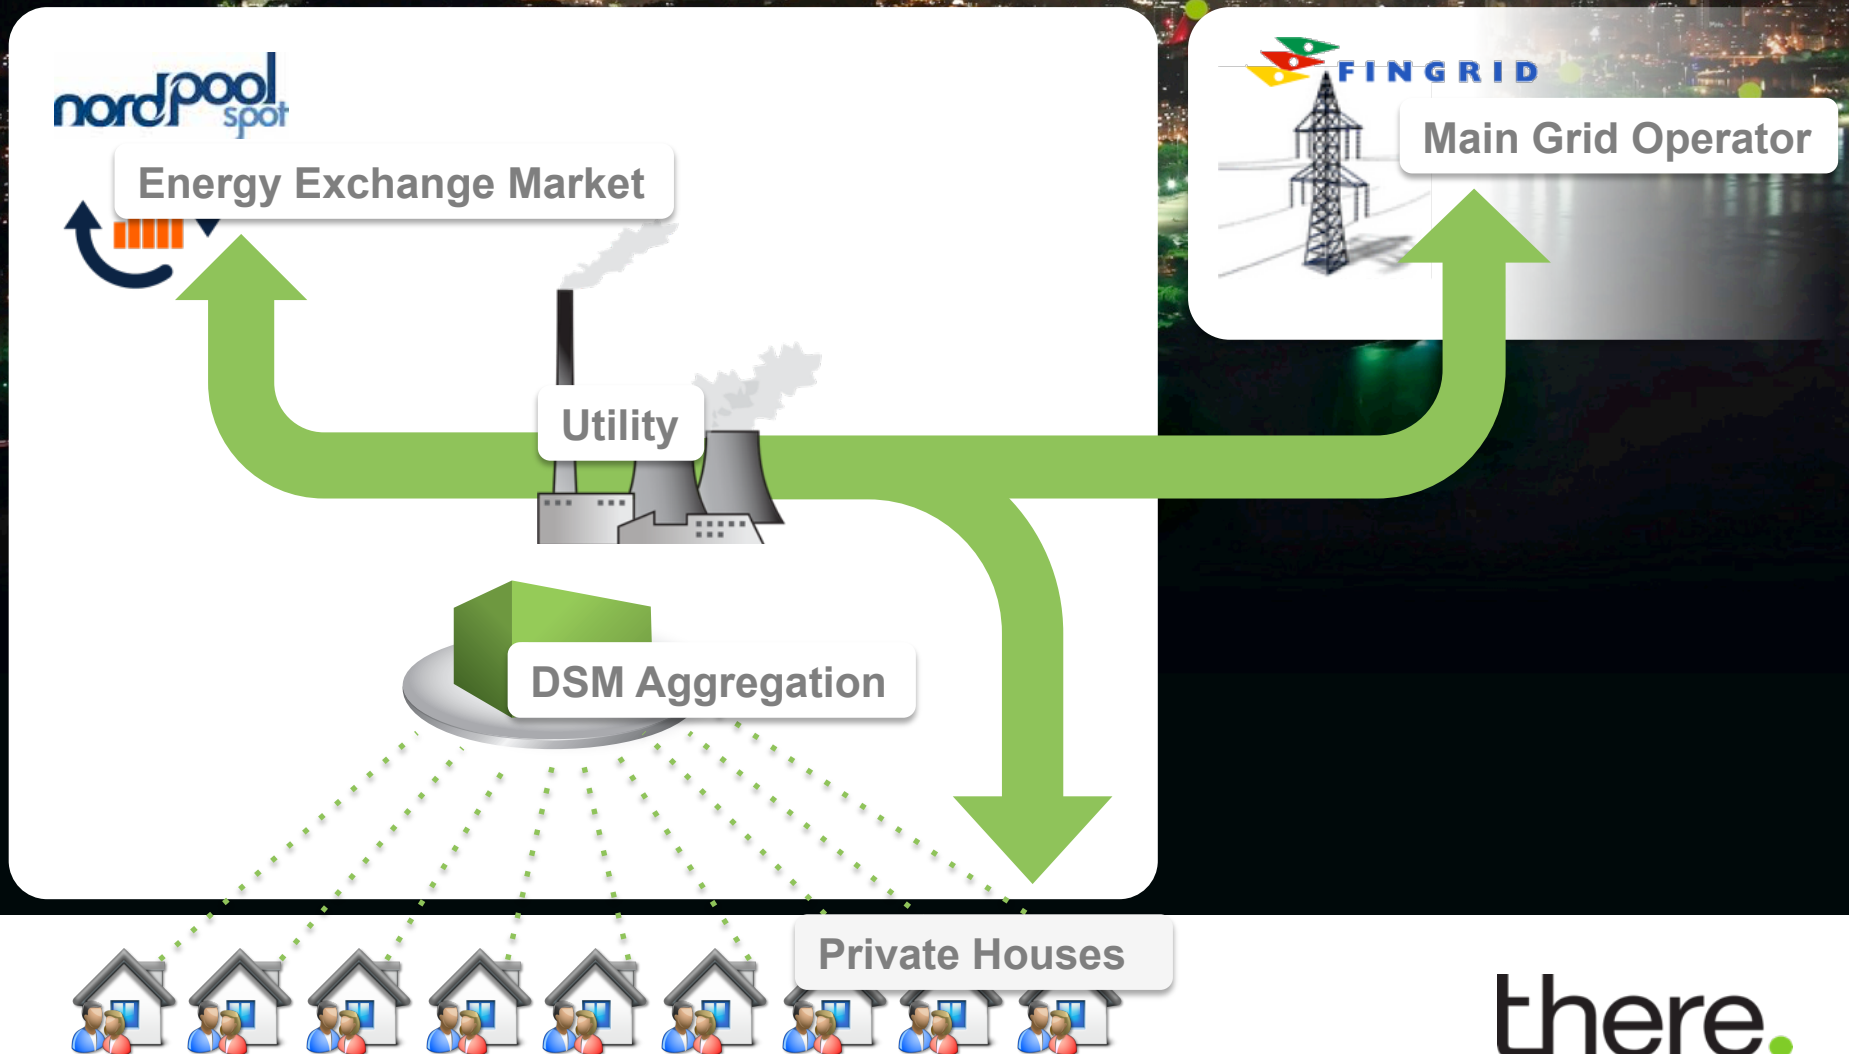 nordpool
spot
Energy Exchange Market
FINGRID
Main Grid Operator
Utility
DSM Aggregation
Private Houses
there.